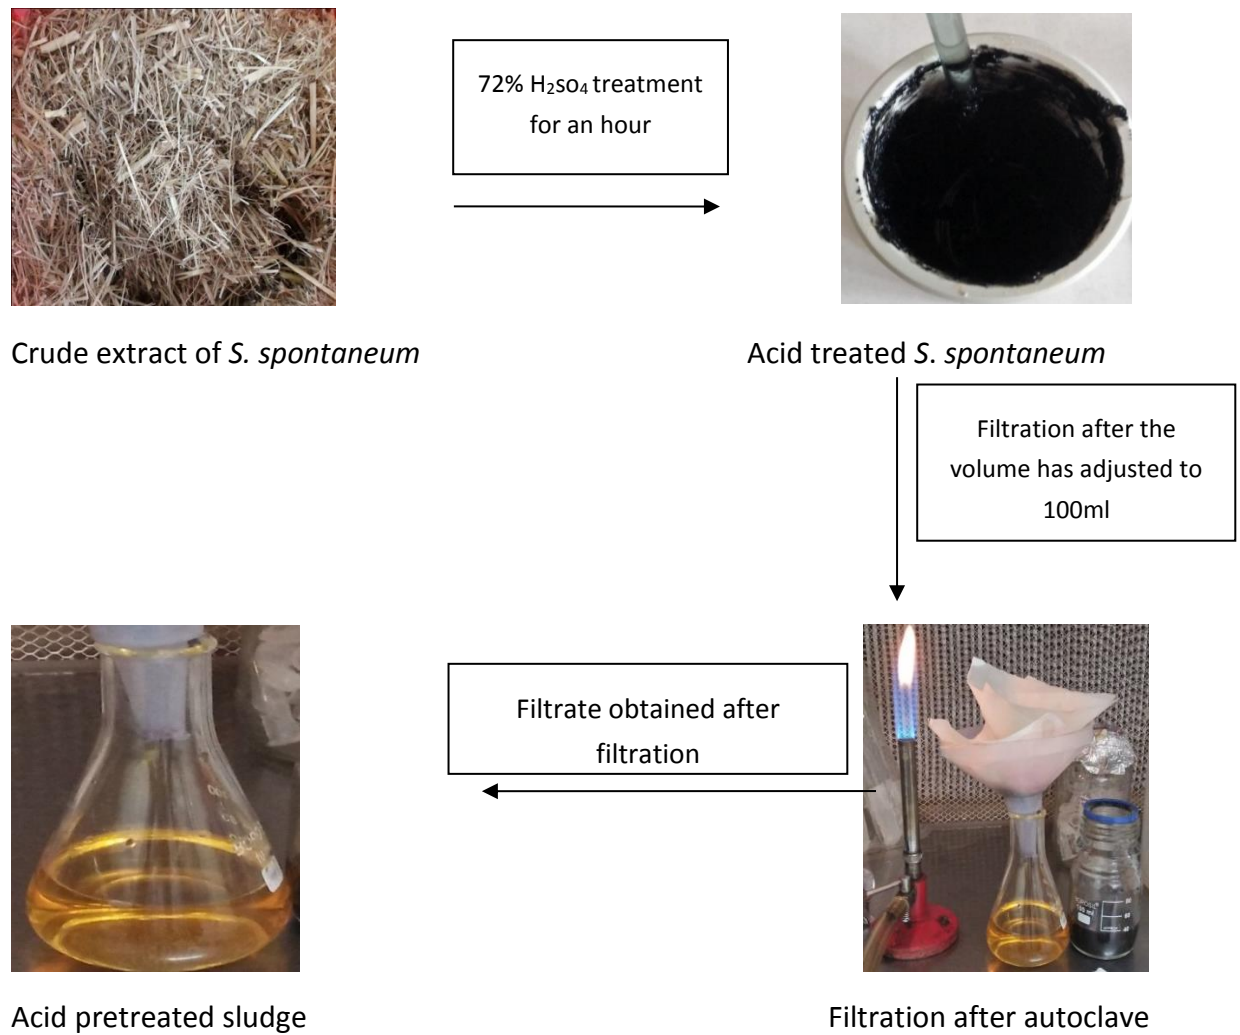 72% H₂so₄ treatment
for an hour
Crude extract of S. spontaneum
Acid treated S. spontaneum
Filtration after the
volume has adjusted to
100ml
Filtrate obtained after
filtration
Acid pretreated sludge
Filtration after autoclave